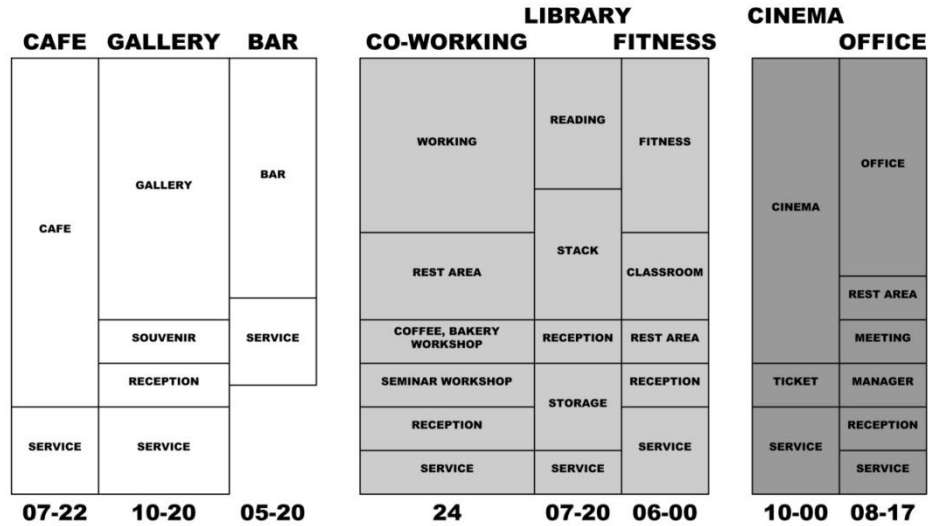 LIBRARY
CINEMA
CAFE GALLERY BAR
CO-WORKING
FITNESS
OFFICE
CAFE
SERVICE
GALLERY
SOUVENIR
RECEPTION
SERVICE
BAR
SERVICE
WORKING
REST AREA
COFFEE, BAKERY
WORKSHOP
SEMINAR WORKSHOP
RECEPTION
SERVICE
READING
STACK
RECEPTION
STORAGE
SERVICE
FITNESS
CLASSROOM
REST AREA
RECEPTION
SERVICE
CINEMA
TICKET
SERVICE
OFFICE
REST AREA
MEETING
MANAGER
RECEPTION
SERVICE
07-22
10-20
05-20
24
07-20
06-00
10-00
08-17